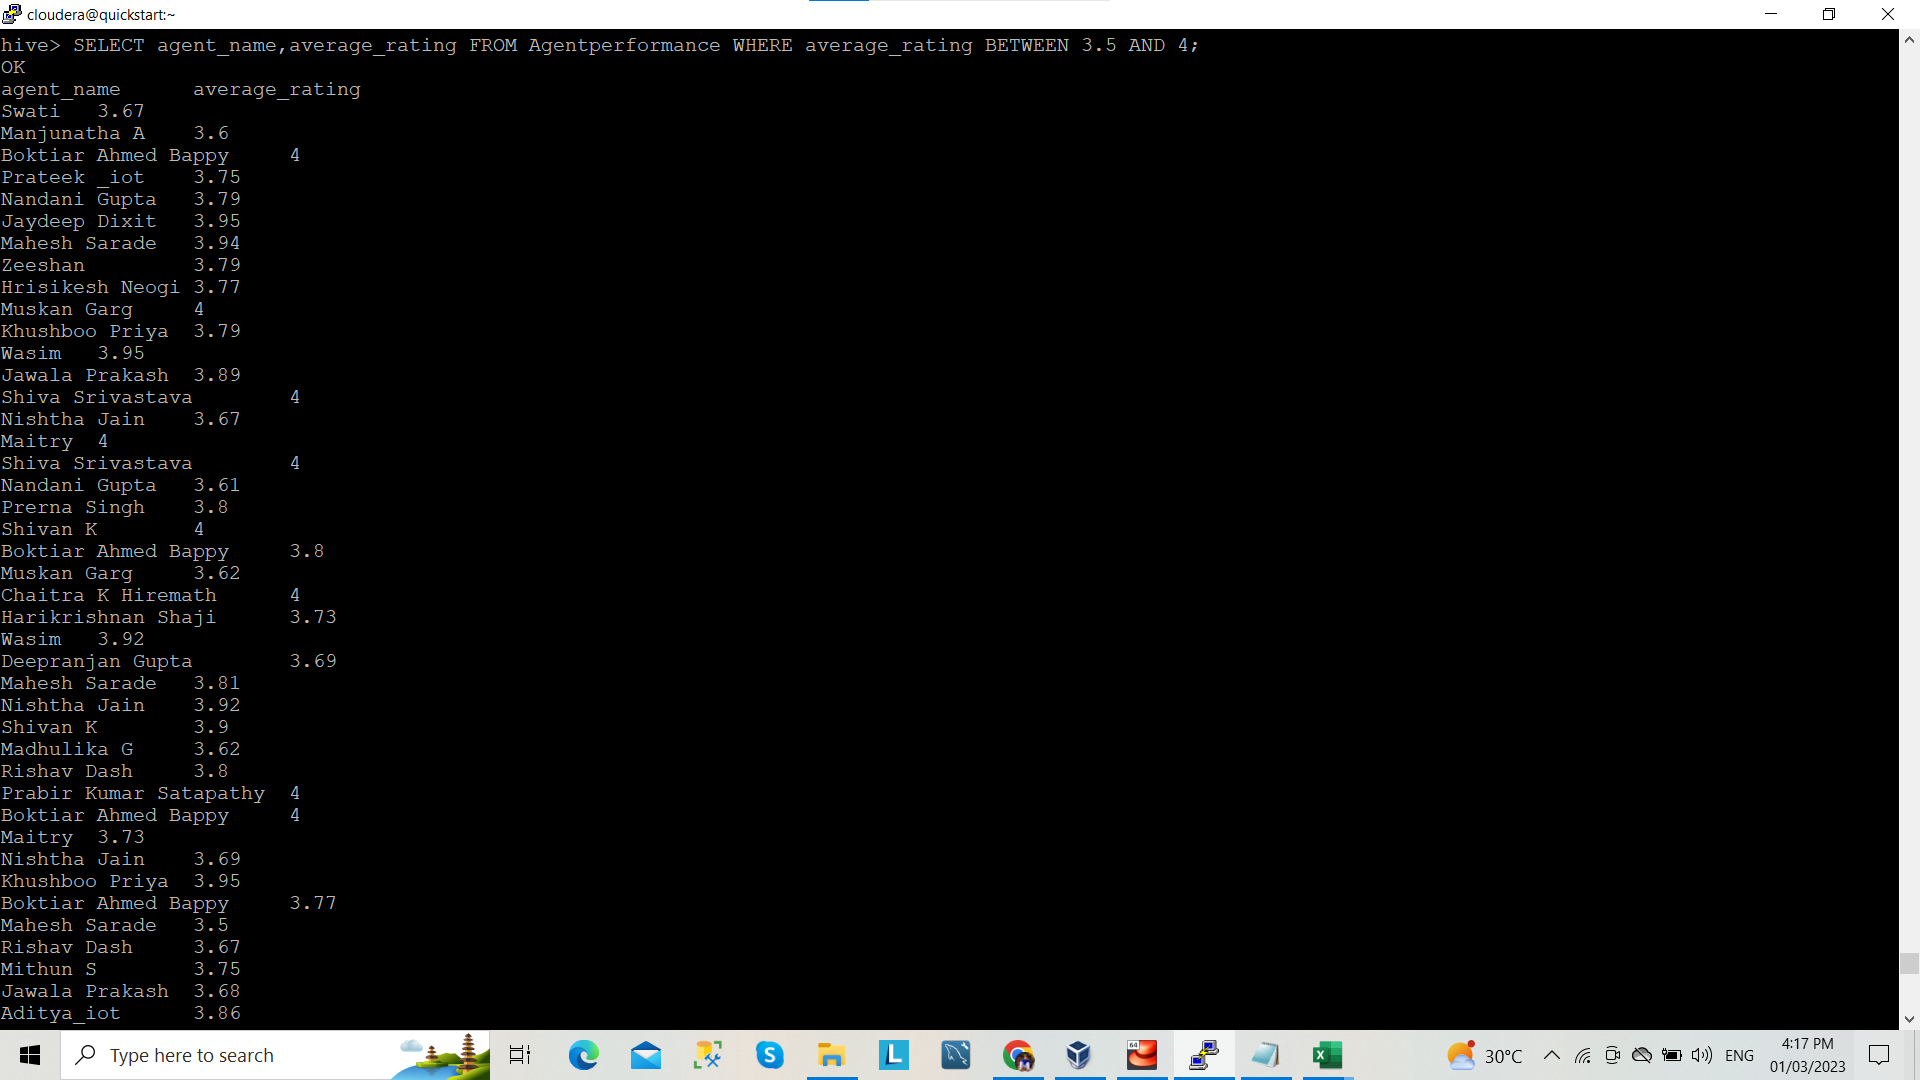 cloudera@quickstart:~
hive> SELECT agent_name,average_rating FROM Agentperformance WHERE average_rating BETWEEN 3.5 AND 4;
OK
agent_name average_rating
Swati 3.67
Manjunatha A 3.6
Boktiar Ahmed Bappy 4
Prateek _iot 3.75
Nandani Gupta 3.79
Jaydeep Dixit 3.95
Mahesh Sarade 3.94
Zeeshan 3.79
Hrisikesh Neogi 3.77
Muskan Garg 4
Khushboo Priya 3.79
Wasim 3.95
Jawala Prakash 3.89
Shiva Srivastava 4
Nishtha Jain 3.67
Maitry 4
Shiva Srivastava 4
Nandani Gupta 3.61
Prerna Singh 3.8
Shivan K 4
Boktiar Ahmed Bappy 3.8
Muskan Garg 3.62
Chaitra K Hiremath 4
Harikrishnan Shaji 3.73
Wasim 3.92
Deepranjan Gupta 3.69
Mahesh Sarade 3.81
Nishtha Jain 3.92
Shivan K 3.9
Madhulika G 3.62
Rishav Dash 3.8
Prabir Kumar Satapathy 4
Boktiar Ahmed Bappy 4
Maitry 3.73
Nishtha Jain 3.69
Khushboo Priya 3.95
Boktiar Ahmed Bappy 3.77
Mahesh Sarade 3.5
Rishav Dash 3.67
Mithun S 3.75
Jawala Prakash 3.68
Aditya_iot 3.86
Type here to search
L
64
30°C
ENG
4:17 PM
01/03/2023